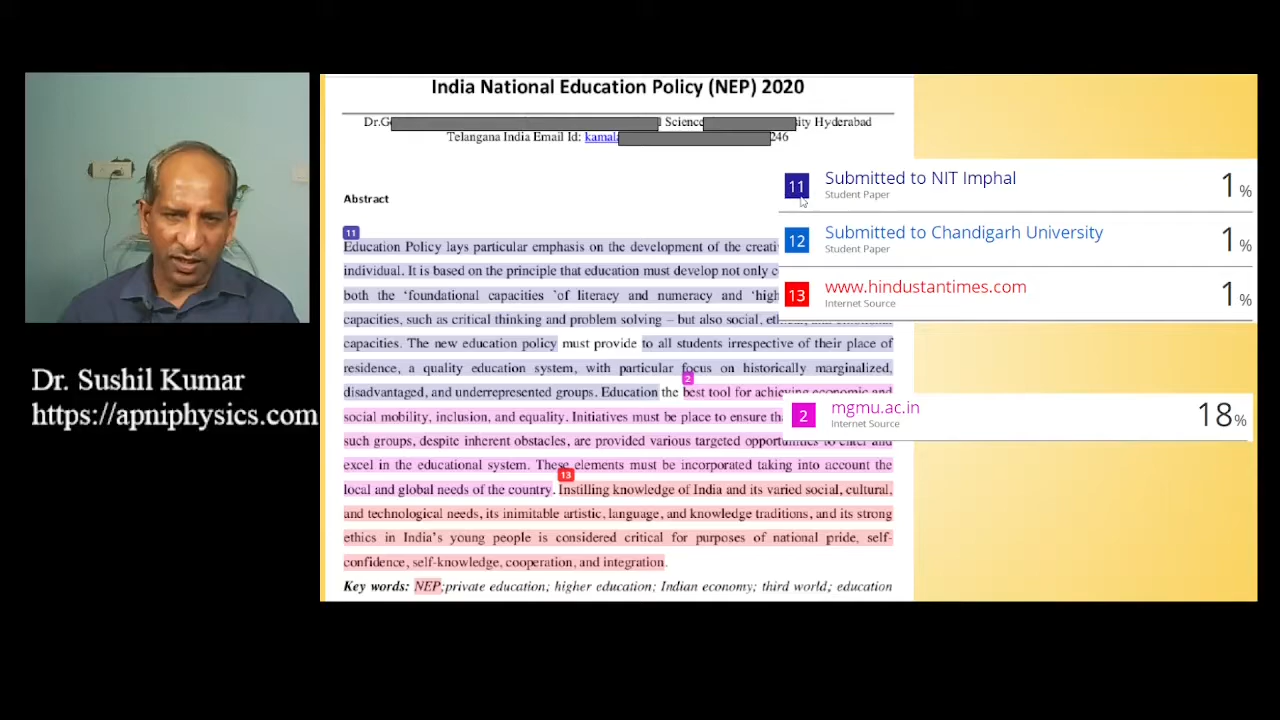 India National Education Policy (NEP) 2020
Dr.G Science ity Hyderabad
Telangana India Email Id: kamal 246
Abstract
11
Education Policy lays particular emphasis on the development of the
individual. It is based on the principle that education must develop not only
both the ‘foundational capacities ‘of literacy and numeracy and
capacities, such as critical thinking and problem solving – but also social,
capacities. The new education policy must provide to all students irrespective of their place of
residence, a quality education system, with particular focus on historically marginalized,
2
disadvantaged, and underrepresented groups. Education the best tool for achieving economic and
social mobility, inclusion, and equality. Initiatives must be place to ensure
such groups, despite inherent obstacles, are provided various targeted opportunities to enter and
excel in the educational system. These elements must be incorporated taking into account the
13
local and global needs of the country. Instilling knowledge of India and its varied social, cultural,
and technological needs, its inimitable artistic, language, and knowledge traditions, and its strong
ethics in India’s young people is considered critical for purposes of national pride, self-
confidence, self-knowledge, cooperation, and integration.
Key words: NEP;private education; higher education; Indian economy; third world; education
11 Submitted to NIT Imphal 1%
Student Paper
12 Submitted to Chandigarh University 1%
Student Paper
13 www.hindustantimes.com 1%
Internet Source
2 mgmu.ac.in 18%
Internet Source
Dr. Sushil Kumar
https://apniphysics.com